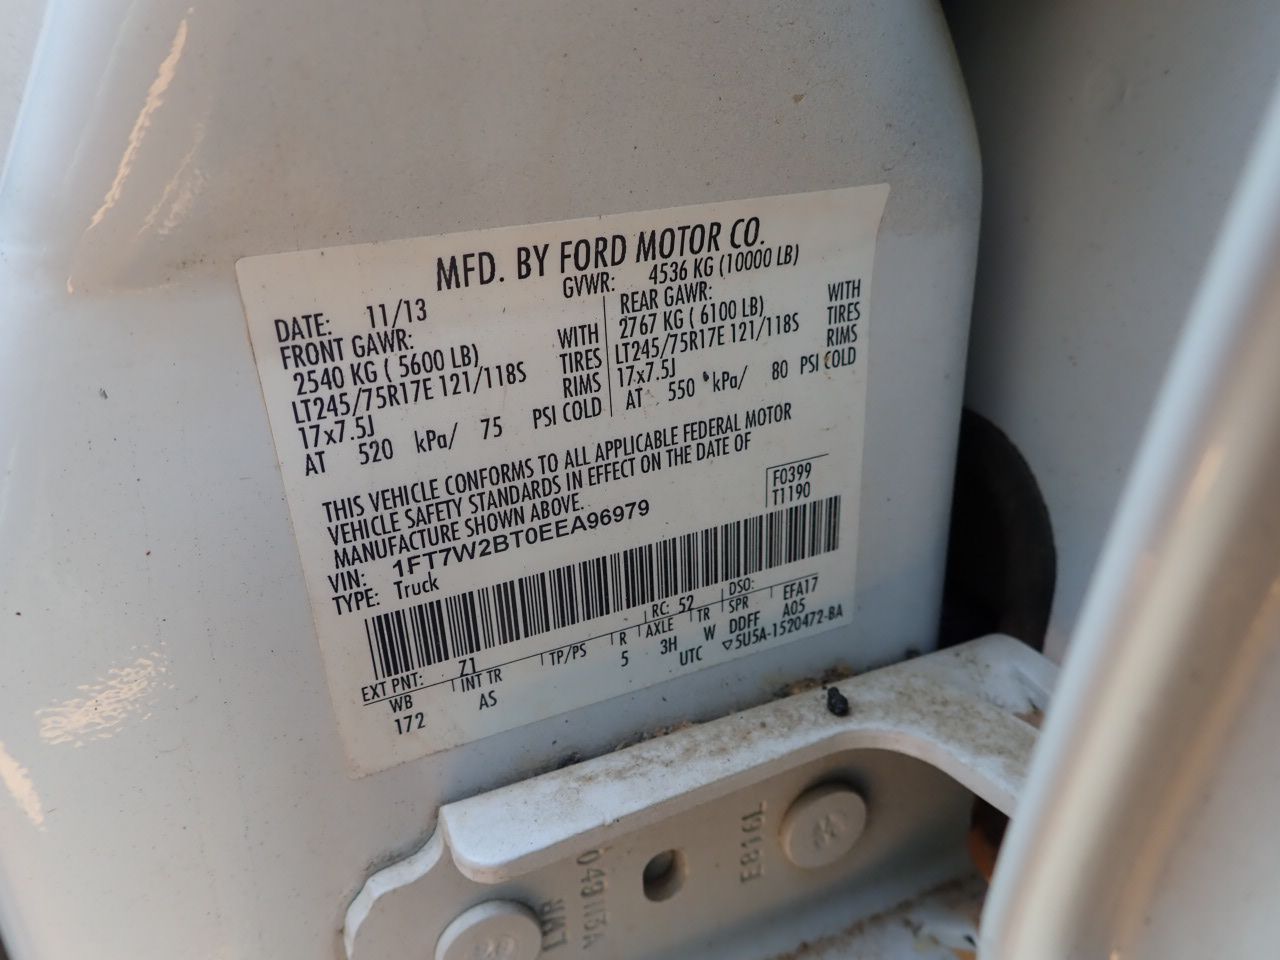 MFD. BY FORD MOTOR CO.
DATE: 11/13 GVWR: 4536 KG (10000 LB)
FRONT GAWR:
2540 KG ( 5600 LB) WITH
LT245/75R17E 121/118S TIRES
17x7.5J RIMS
AT 520 kPa/ 75 PSI COLD
REAR GAWR:
2767 KG ( 6100 LB) WITH
LT245/75R17E 121/118S TIRES
17x7.5J RIMS
AT 550 kPa/ 80 PSI COLD
THIS VEHICLE CONFORMS TO ALL APPLICABLE FEDERAL MOTOR
VEHICLE SAFETY STANDARDS IN EFFECT ON THE DATE OF
MANUFACTURE SHOWN ABOVE.
F0399
T1190
VIN: 1FT7W2BT0EEA96979
TYPE: Truck
EXT PNT: Z1 RC: 52 DSO:
WB INT TR TP/PS R AXLE TR SPR EFA17
172 AS 5 3H W DDFF A05
UTC ▽5U5A-1520472-BA
E816L
LWR